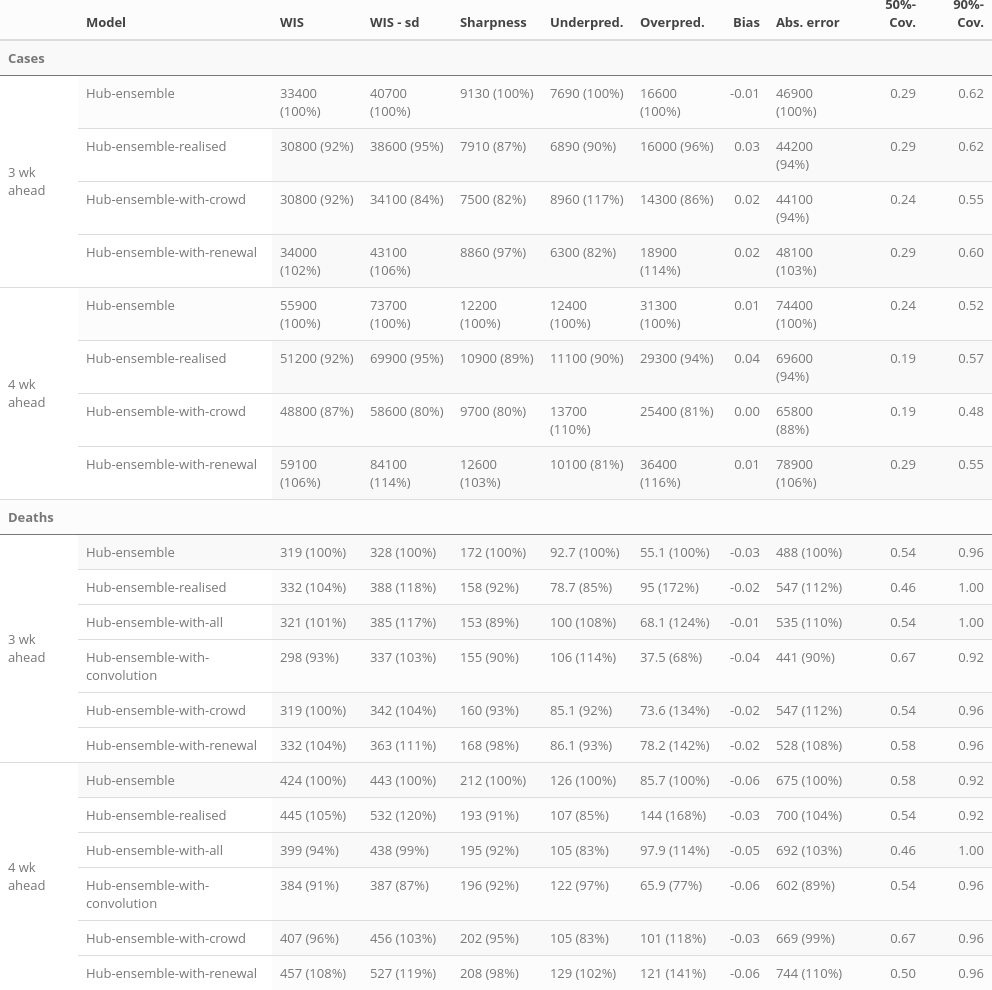 Model WIS WIS - sd Sharpness Underpred. Overpred. Bias Abs. error 50%-Cov. 90%-Cov.
Cases
3 wk ahead
Hub-ensemble 33400 (100%) 40700 (100%) 9130 (100%) 7690 (100%) 16600 (100%) -0.01 46900 (100%) 0.29 0.62
Hub-ensemble-realised 30800 (92%) 38600 (95%) 7910 (87%) 6890 (90%) 16000 (96%) 0.03 44200 (94%) 0.29 0.62
Hub-ensemble-with-crowd 30800 (92%) 34100 (84%) 7500 (82%) 8960 (117%) 14300 (86%) 0.02 44100 (94%) 0.24 0.55
Hub-ensemble-with-renewal 34000 (102%) 43100 (106%) 8860 (97%) 6300 (82%) 18900 (114%) 0.02 48100 (103%) 0.29 0.60
4 wk ahead
Hub-ensemble 55900 (100%) 73700 (100%) 12200 (100%) 12400 (100%) 31300 (100%) 0.01 74400 (100%) 0.24 0.52
Hub-ensemble-realised 51200 (92%) 69900 (95%) 10900 (89%) 11100 (90%) 29300 (94%) 0.04 69600 (94%) 0.19 0.57
Hub-ensemble-with-crowd 48800 (87%) 58600 (80%) 9700 (80%) 13700 (110%) 25400 (81%) 0.00 65800 (88%) 0.19 0.48
Hub-ensemble-with-renewal 59100 (106%) 84100 (114%) 12600 (103%) 10100 (81%) 36400 (116%) 0.01 78900 (106%) 0.29 0.55
Deaths
3 wk ahead
Hub-ensemble 319 (100%) 328 (100%) 172 (100%) 92.7 (100%) 55.1 (100%) -0.03 488 (100%) 0.54 0.96
Hub-ensemble-realised 332 (104%) 388 (118%) 158 (92%) 78.7 (85%) 95 (172%) -0.02 547 (112%) 0.46 1.00
Hub-ensemble-with-all 321 (101%) 385 (117%) 153 (89%) 100 (108%) 68.1 (124%) -0.01 535 (110%) 0.54 1.00
Hub-ensemble-with-convolution 298 (93%) 337 (103%) 155 (90%) 106 (114%) 37.5 (68%) -0.04 441 (90%) 0.67 0.92
Hub-ensemble-with-crowd 319 (100%) 342 (104%) 160 (93%) 85.1 (92%) 73.6 (134%) -0.02 547 (112%) 0.54 0.96
Hub-ensemble-with-renewal 332 (104%) 363 (111%) 168 (98%) 86.1 (93%) 78.2 (142%) -0.02 528 (108%) 0.58 0.96
4 wk ahead
Hub-ensemble 424 (100%) 443 (100%) 212 (100%) 126 (100%) 85.7 (100%) -0.06 675 (100%) 0.58 0.92
Hub-ensemble-realised 445 (105%) 532 (120%) 193 (91%) 107 (85%) 144 (168%) -0.03 700 (104%) 0.54 0.92
Hub-ensemble-with-all 399 (94%) 438 (99%) 195 (92%) 105 (83%) 97.9 (114%) -0.05 692 (103%) 0.46 1.00
Hub-ensemble-with-convolution 384 (91%) 387 (87%) 196 (92%) 122 (97%) 65.9 (77%) -0.06 602 (89%) 0.54 0.96
Hub-ensemble-with-crowd 407 (96%) 456 (103%) 202 (95%) 105 (83%) 101 (118%) -0.03 669 (99%) 0.67 0.96
Hub-ensemble-with-renewal 457 (108%) 527 (119%) 208 (98%) 129 (102%) 121 (141%) -0.06 744 (110%) 0.50 0.96